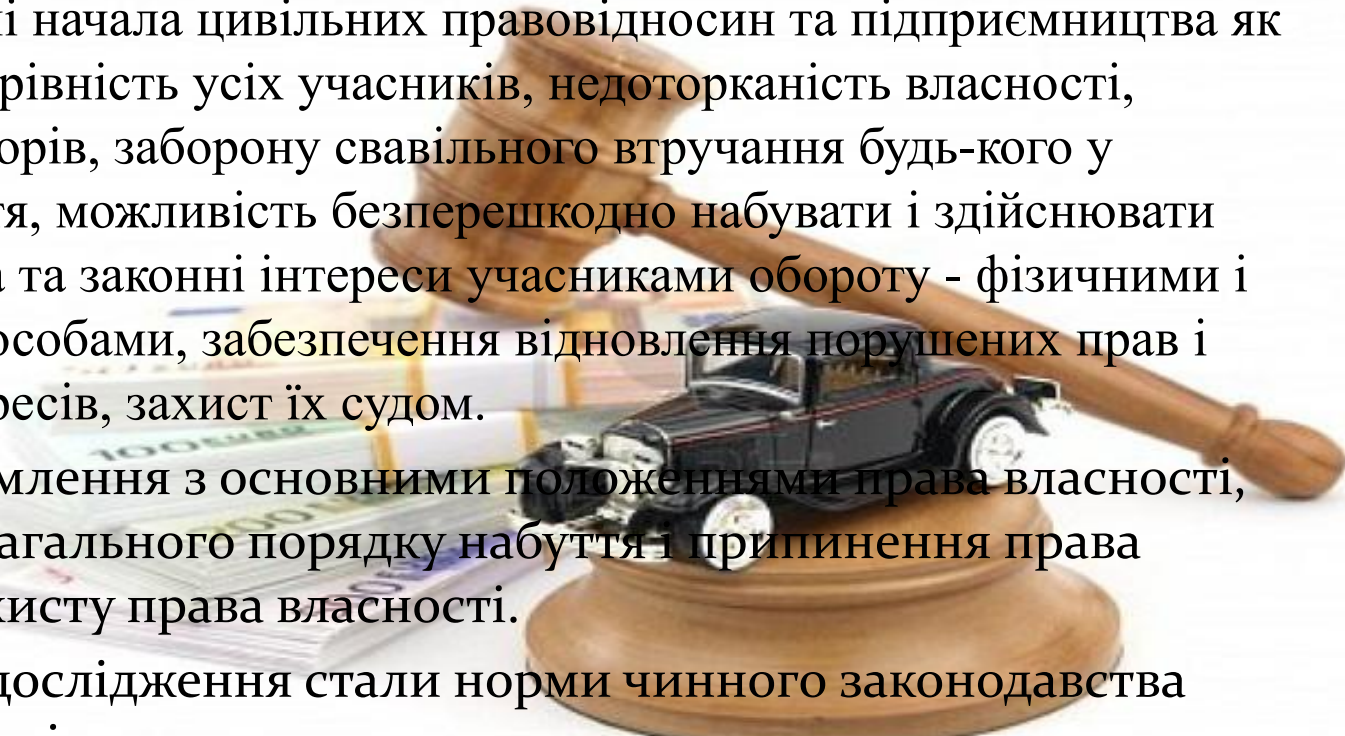 і начала цивільних правовідносин та підприємництва як
рівність усіх учасників, недоторканість власності,
орів, заборону свавільного втручання будь-кого у
тя, можливість безперешкодно набувати і здійснювати
а та законні інтереси учасниками обороту - фізичними і
особами, забезпечення відновлення порушених прав і
ресів, захист їх судом.
млення з основними положеннями права власності,
агального порядку набуття і припинення права
хисту права власності.
дослідження стали норми чинного законодавства